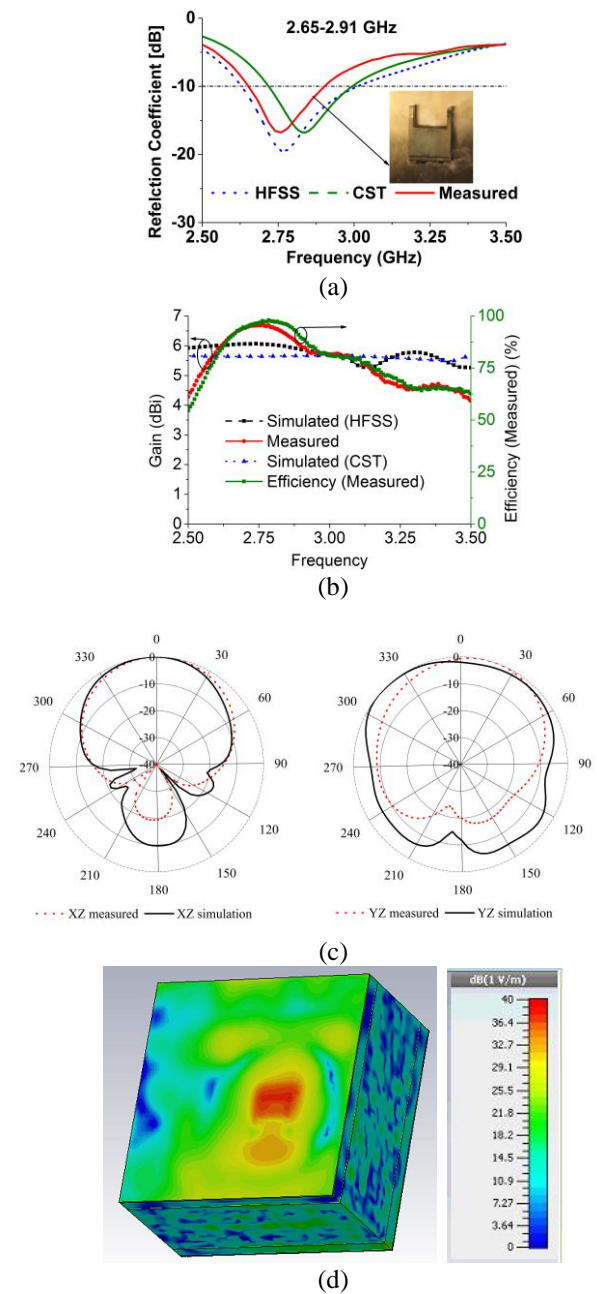 2.65-2.91 GHz
Refelction Coefficient [dB]
0
-10
-20
-30
HFSS CST Measured
2.50 2.75 3.00 3.25 3.50
Frequency (GHz)
(a)
Gain (dBi)
7
6
5
4
3
2
1
0
Simulated (HFSS)
Measured
Simulated (CST)
Efficiency (Measured)
100
75
50
25
0
Efficiency (Measured) (%)
2.50 2.75 3.00 3.25 3.50
Frequency
(b)
0
330 30
300 60
270 90
240 120
210 150
180
0
-10
-20
-30
-40
XZ measured XZ simulation
0
330 30
300 60
270 90
240 120
210 150
180
0
-10
-20
-30
-40
YZ measured YZ simulation
(c)
dB(1 V/m)
40
36.4
32.7
29.1
25.5
21.8
18.2
14.5
10.9
7.27
3.64
0
(d)